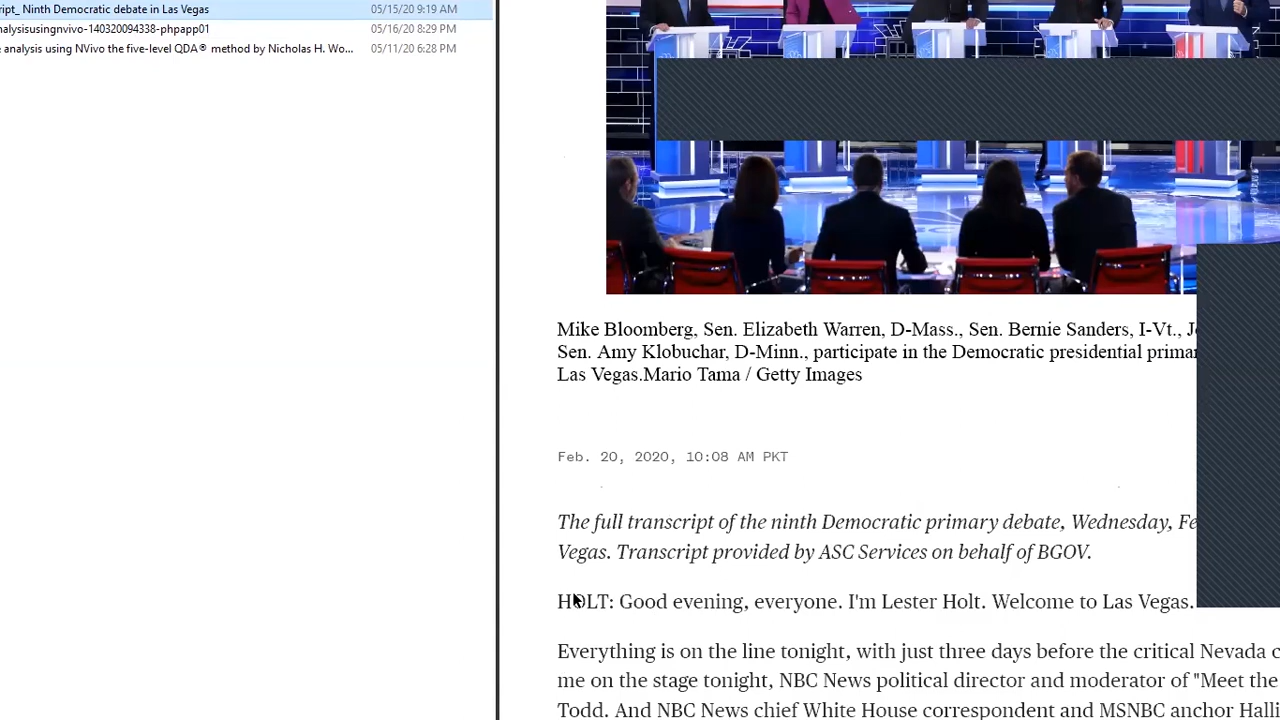 ript_ Ninth Democratic debate in Las Vegas 05/15/20 9:19 AM
nalysisusingnvivo-140320094338-phpapp01 05/16/20 8:29 PM
e analysis using NVivo the five-level QDA® method by Nicholas H. Wo... 05/11/20 6:28 PM
Mike Bloomberg, Sen. Elizabeth Warren, D-Mass., Sen. Bernie Sanders, I-Vt., J
Sen. Amy Klobuchar, D-Minn., participate in the Democratic presidential primar
Las Vegas.Mario Tama / Getty Images
Feb. 20, 2020, 10:08 AM PKT
The full transcript of the ninth Democratic primary debate, Wednesday, Fe
Vegas. Transcript provided by ASC Services on behalf of BGOV.
HOLT: Good evening, everyone. I'm Lester Holt. Welcome to Las Vegas.
Everything is on the line tonight, with just three days before the critical Nevada c
me on the stage tonight, NBC News political director and moderator of "Meet the
Todd. And NBC News chief White House correspondent and MSNBC anchor Halli